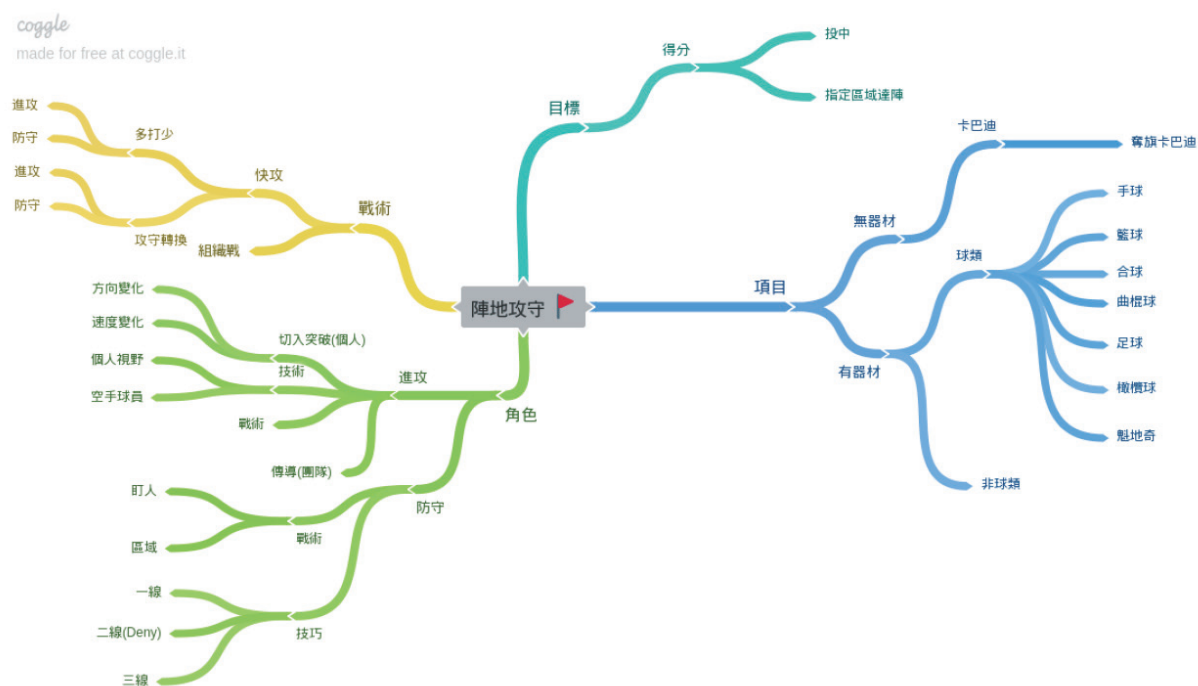 coggle
made for free at coggle.it
陣地攻守
目標
得分
投中
指定區域達陣
項目
無器材
卡巴迪
奪旗卡巴迪
有器材
球類
手球
籃球
合球
曲棍球
足球
橄欖球
魁地奇
非球類
戰術
快攻
多打少
進攻
防守
攻守轉換
進攻
防守
組織戰
角色
進攻
切入突破(個人)
方向變化
速度變化
技術
個人視野
空手球員
戰術
傳導(團隊)
防守
戰術
盯人
區域
技巧
一線
二線(Deny)
三線